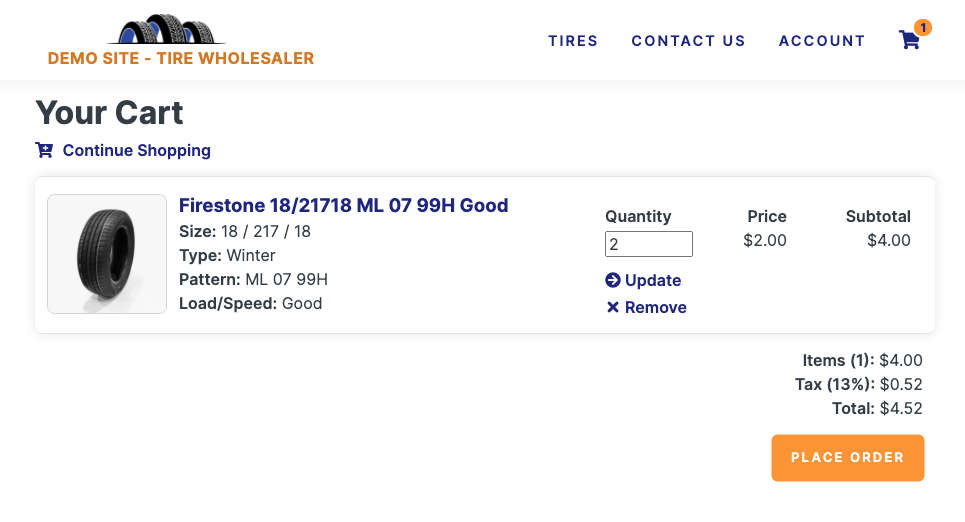 DEMO SITE - TIRE WHOLESALER
TIRES CONTACT US ACCOUNT 1
Your Cart
Continue Shopping
Firestone 18/21718 ML 07 99H Good
Size: 18 / 217 / 18
Type: Winter
Pattern: ML 07 99H
Load/Speed: Good
Quantity Price Subtotal
2 $2.00 $4.00
Update
Remove
Items (1): $4.00
Tax (13%): $0.52
Total: $4.52
PLACE ORDER